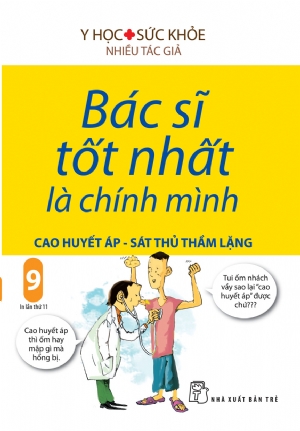 Y HỌC+SỨC KHỎE
NHIỀU TÁC GIẢ
Bác sĩ
tốt nhất
là chính mình
CAO HUYẾT ÁP - SÁT THỦ THẦM LẶNG
9
In lần thứ 11
Tui ốm nhách
vầy sao lại "cao
huyết áp" được
chứ???
Cao huyết áp
thì ốm hay
mập gì mà
hổng bị.
NHÀ XUẤT BẢN TRẺ